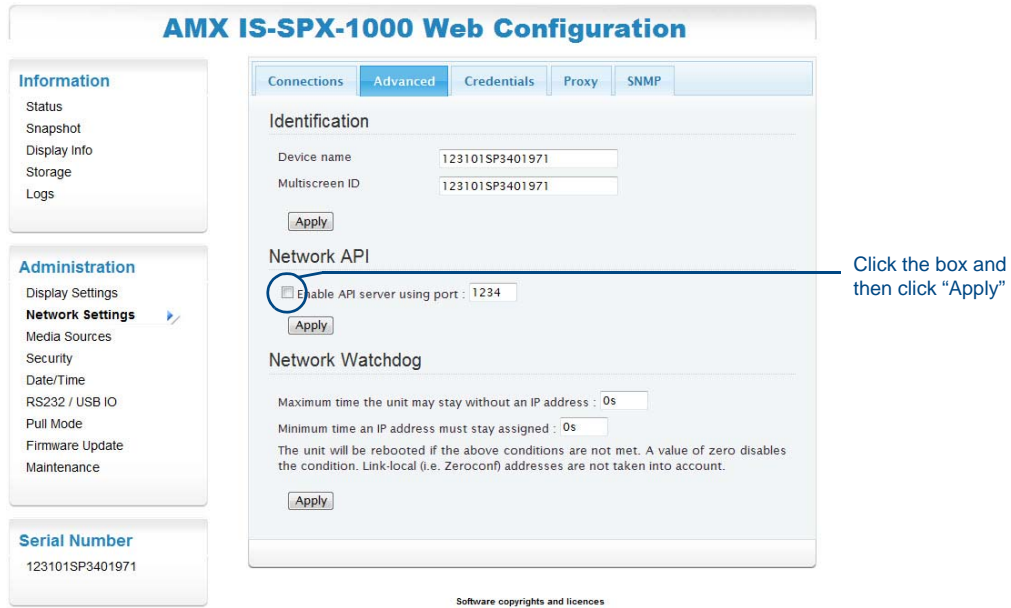 AMX IS-SPX-1000 Web Configuration
Information
Status
Snapshot
Display Info
Storage
Logs
Administration
Display Settings
Network Settings
Media Sources
Security
Date/Time
RS232 / USB IO
Pull Mode
Firmware Update
Maintenance
Serial Number
123101SP3401971
Connections Advanced Credentials Proxy SNMP
Identification
Device name 123101SP3401971
Multiscreen ID 123101SP3401971
Apply
Network API
Enable API server using port : 1234
Apply
Network Watchdog
Maximum time the unit may stay without an IP address : 0s
Minimum time an IP address must stay assigned : 0s
The unit will be rebooted if the above conditions are not met. A value of zero disables
the condition. Link-local (i.e. Zeroconf) addresses are not taken into account.
Apply
Click the box and
then click “Apply”
Software copyrights and licences